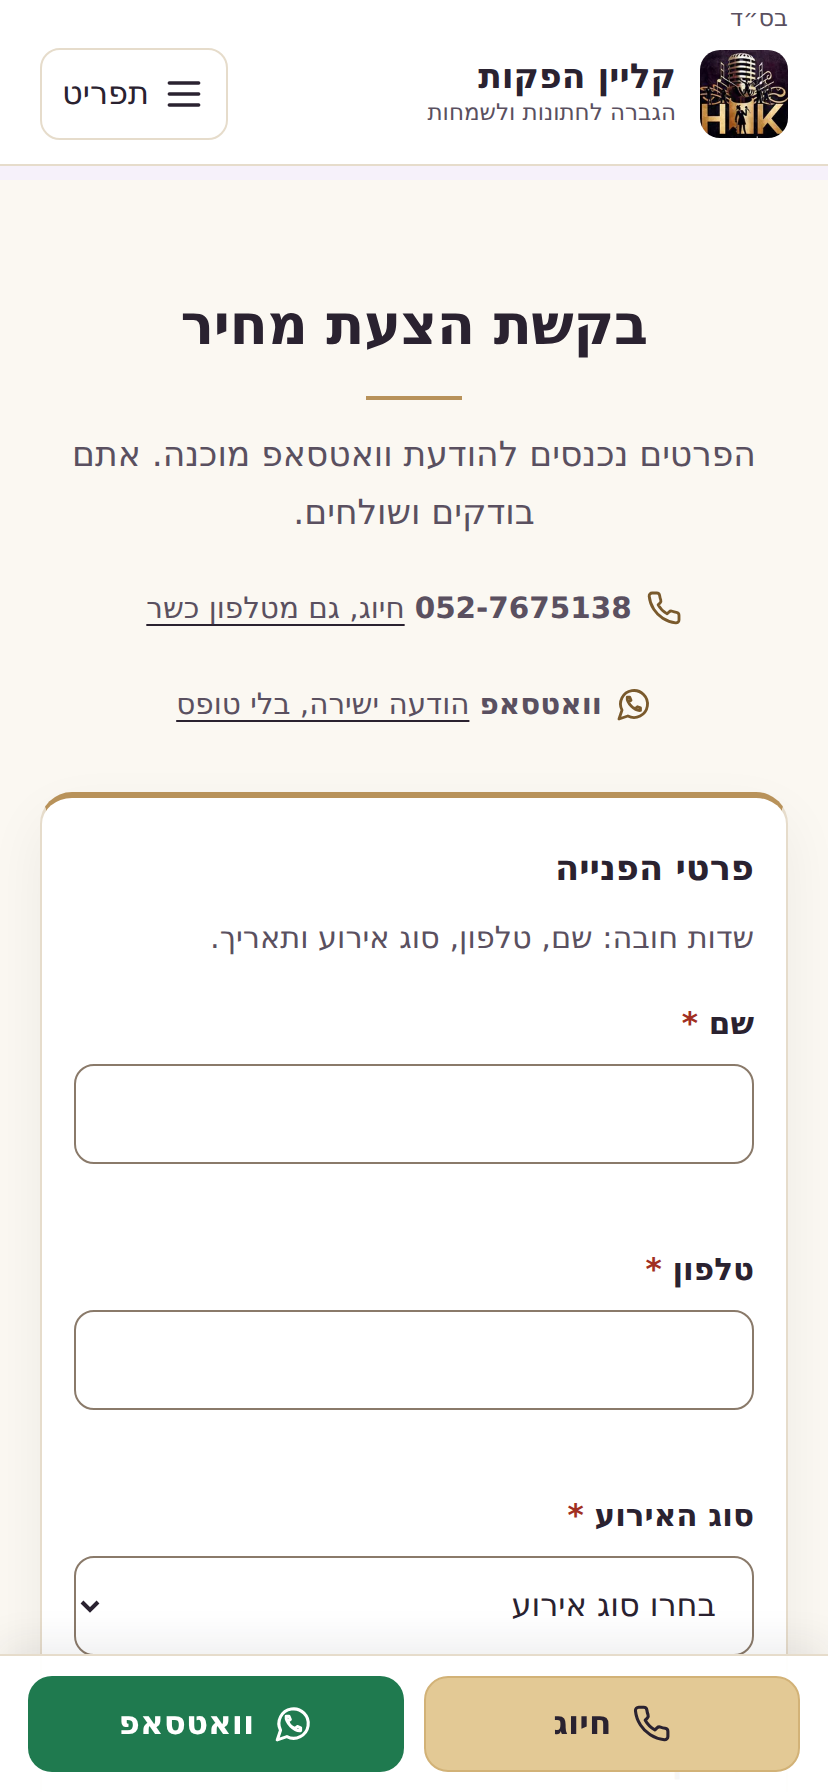 בס״ד
קליין הפקות
הגברה לחתונות ולשמחות
תפריט
HK
בקשת הצעת מחיר
הפרטים נכנסים להודעת וואטסאפ מוכנה. אתם
בודקים ושולחים.
052-7675138 חיוג, גם מטלפון כשר
וואטסאפ הודעה ישירה, בלי טופס
פרטי הפנייה
שדות חובה: שם, טלפון, סוג אירוע ותאריך.
שם *
טלפון *
סוג האירוע *
בחרו סוג אירוע
חיוג
וואטסאפ